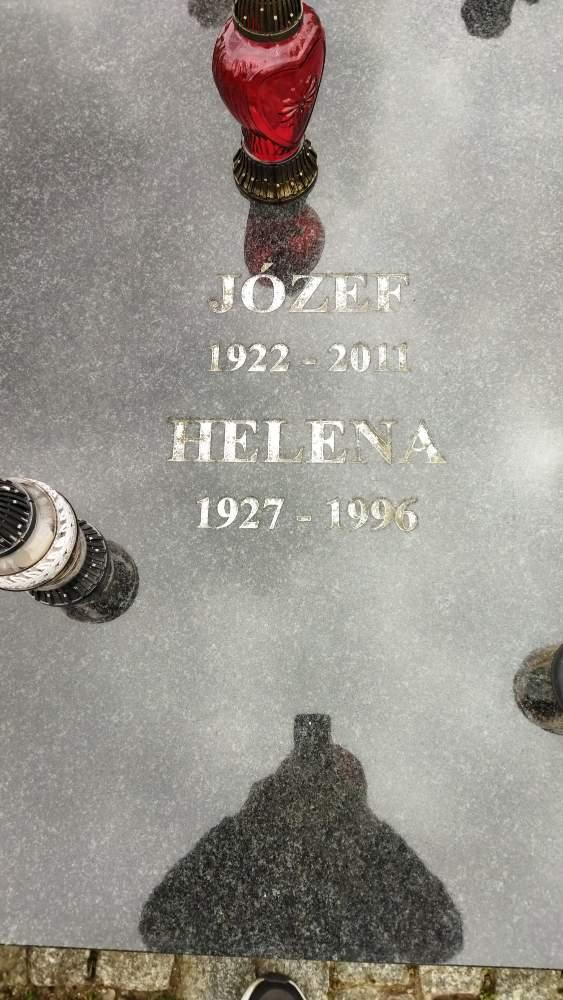 JÓZEF
1922 - 2011
HELENA
1927 - 1996